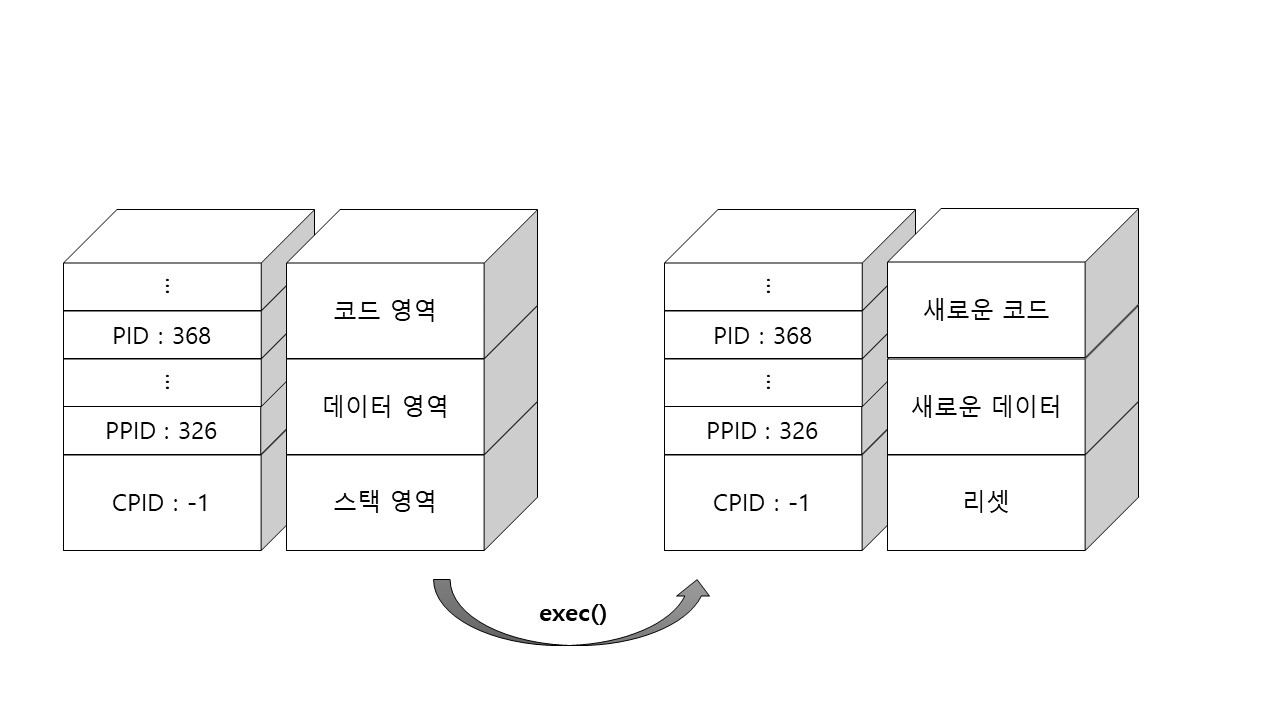 ⋮
PID : 368
⋮
PPID : 326
CPID : -1
코드 영역
데이터 영역
스택 영역
⋮
PID : 368
⋮
PPID : 326
CPID : -1
새로운 코드
새로운 데이터
리셋
exec()